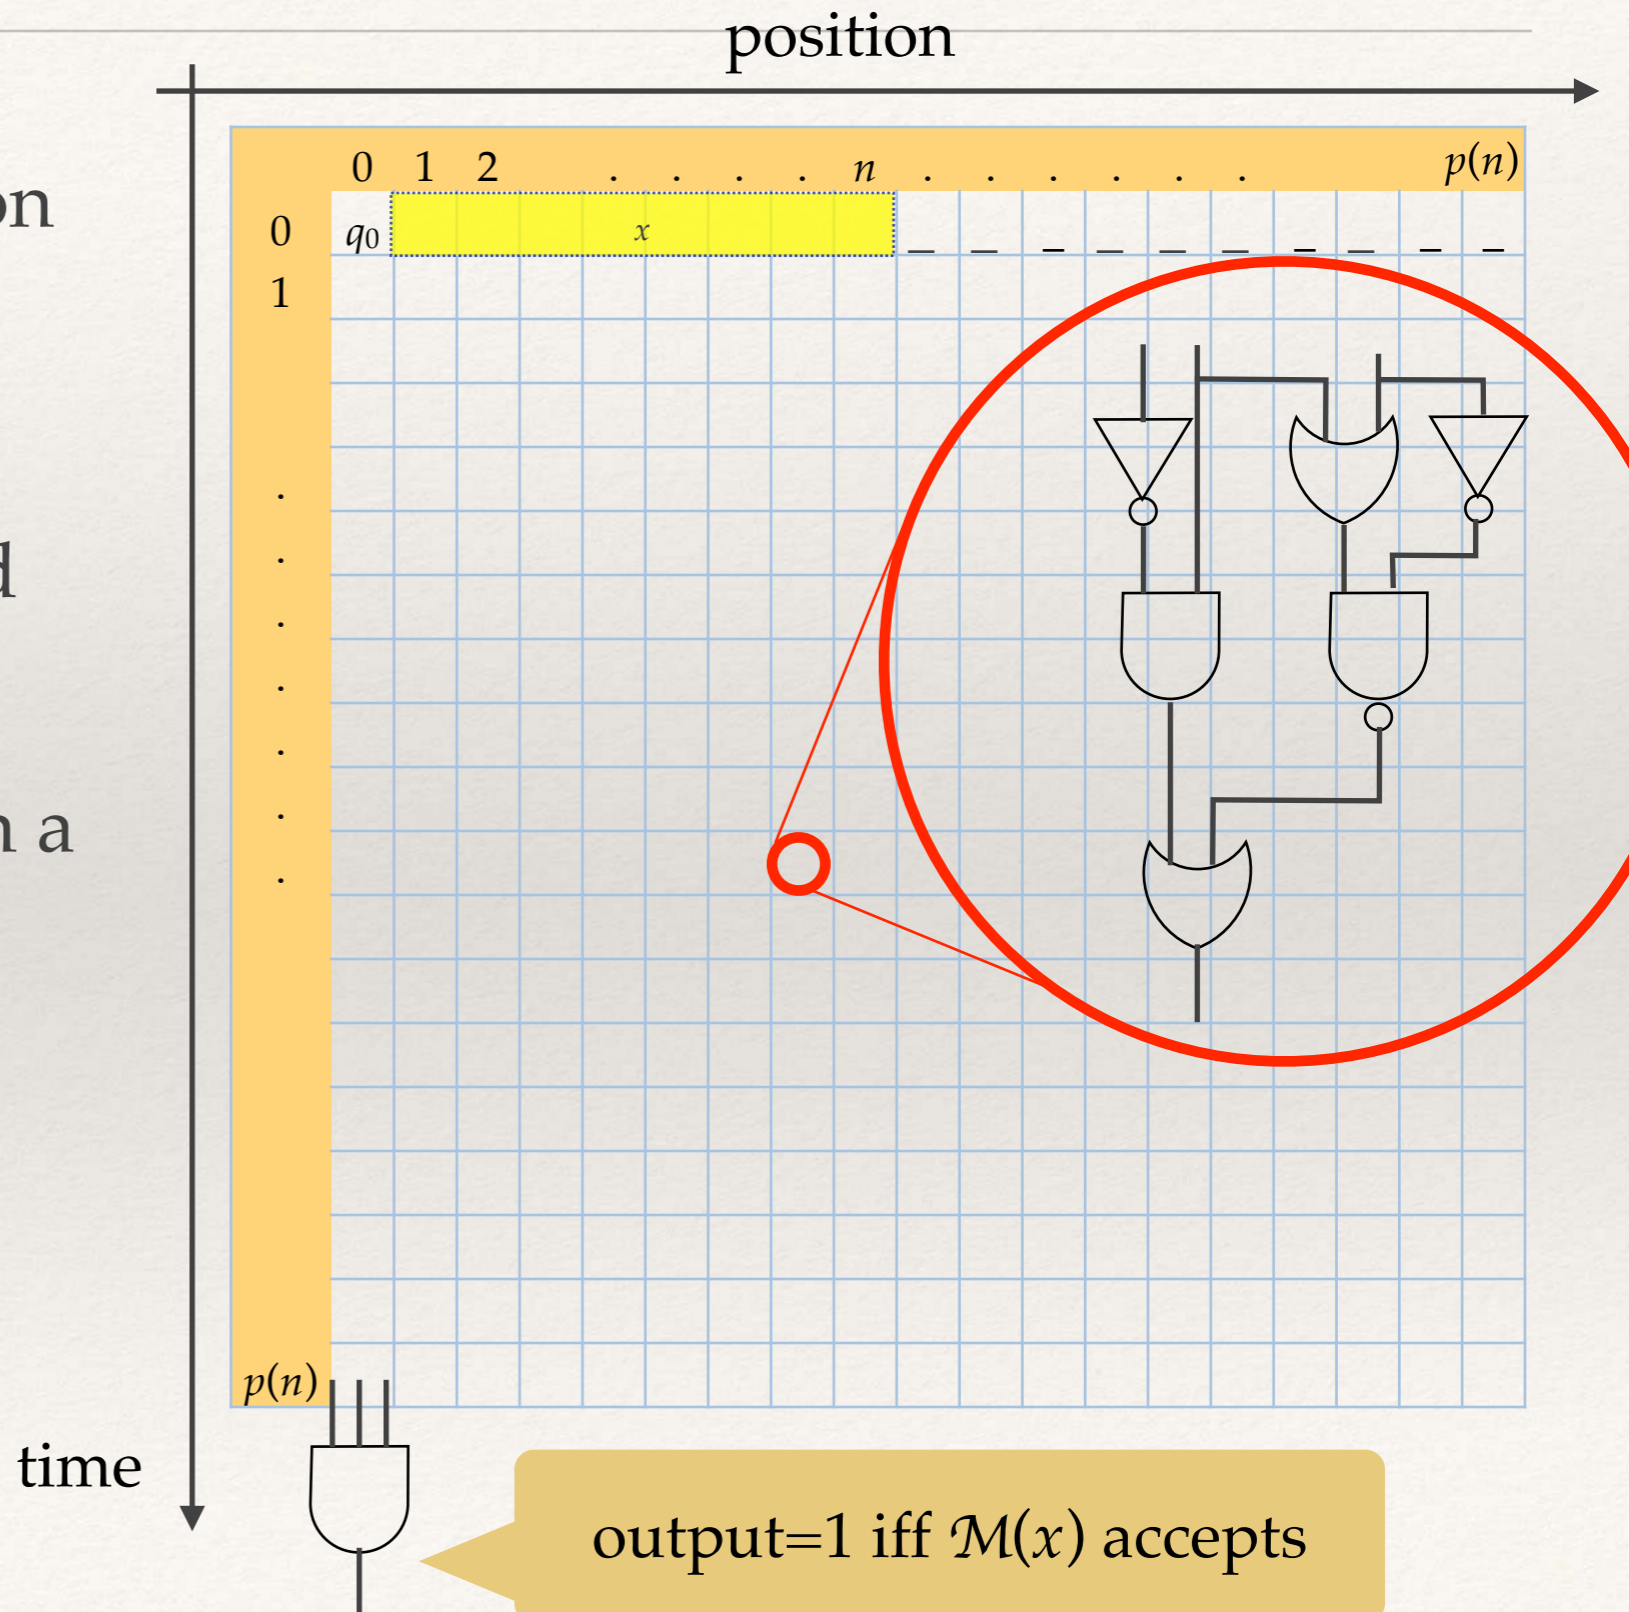 position
0 1 2 . . . . n . . . . . . p(n)
on
0 q0 x _ _ _ _ _ _ _ _ _ _
1
.
.
d
.
.
.
n a
.
.
p(n)
time
output=1 iff ℳ(x) accepts